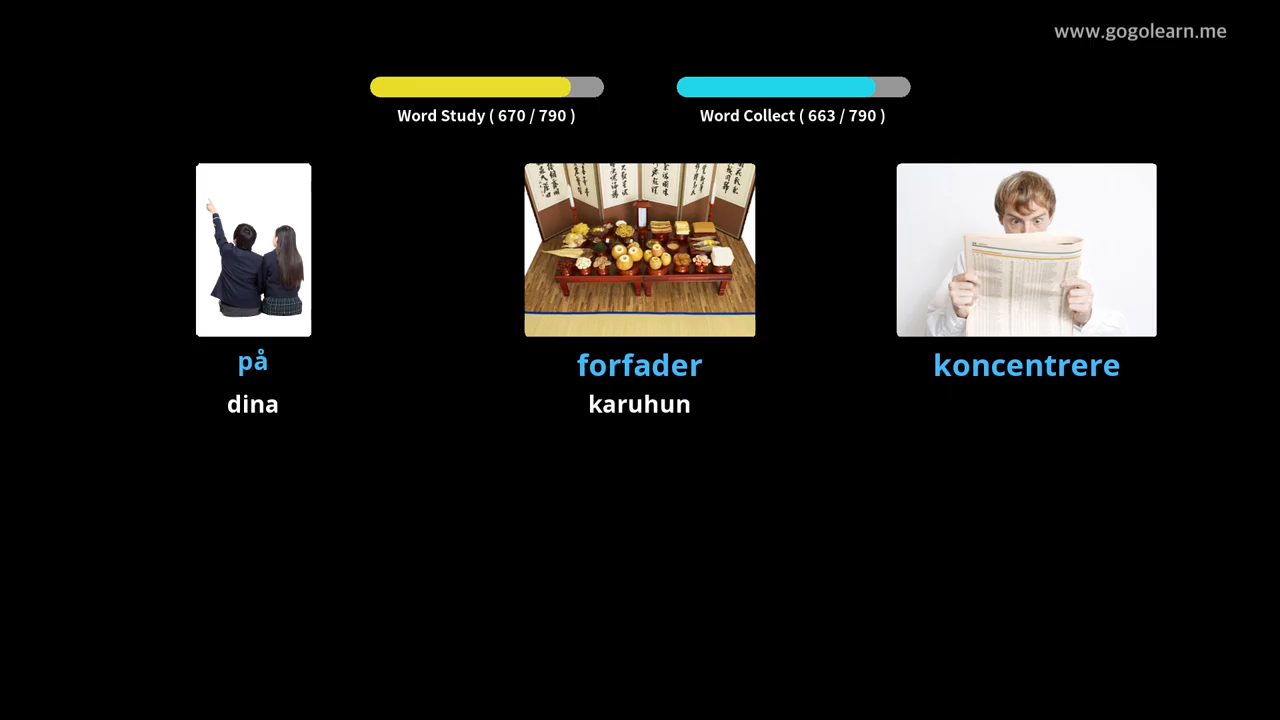 www.gogolearn.me
Word Study ( 670 / 790 )
Word Collect ( 663 / 790 )
på
forfader
koncentrere
dina
karuhun